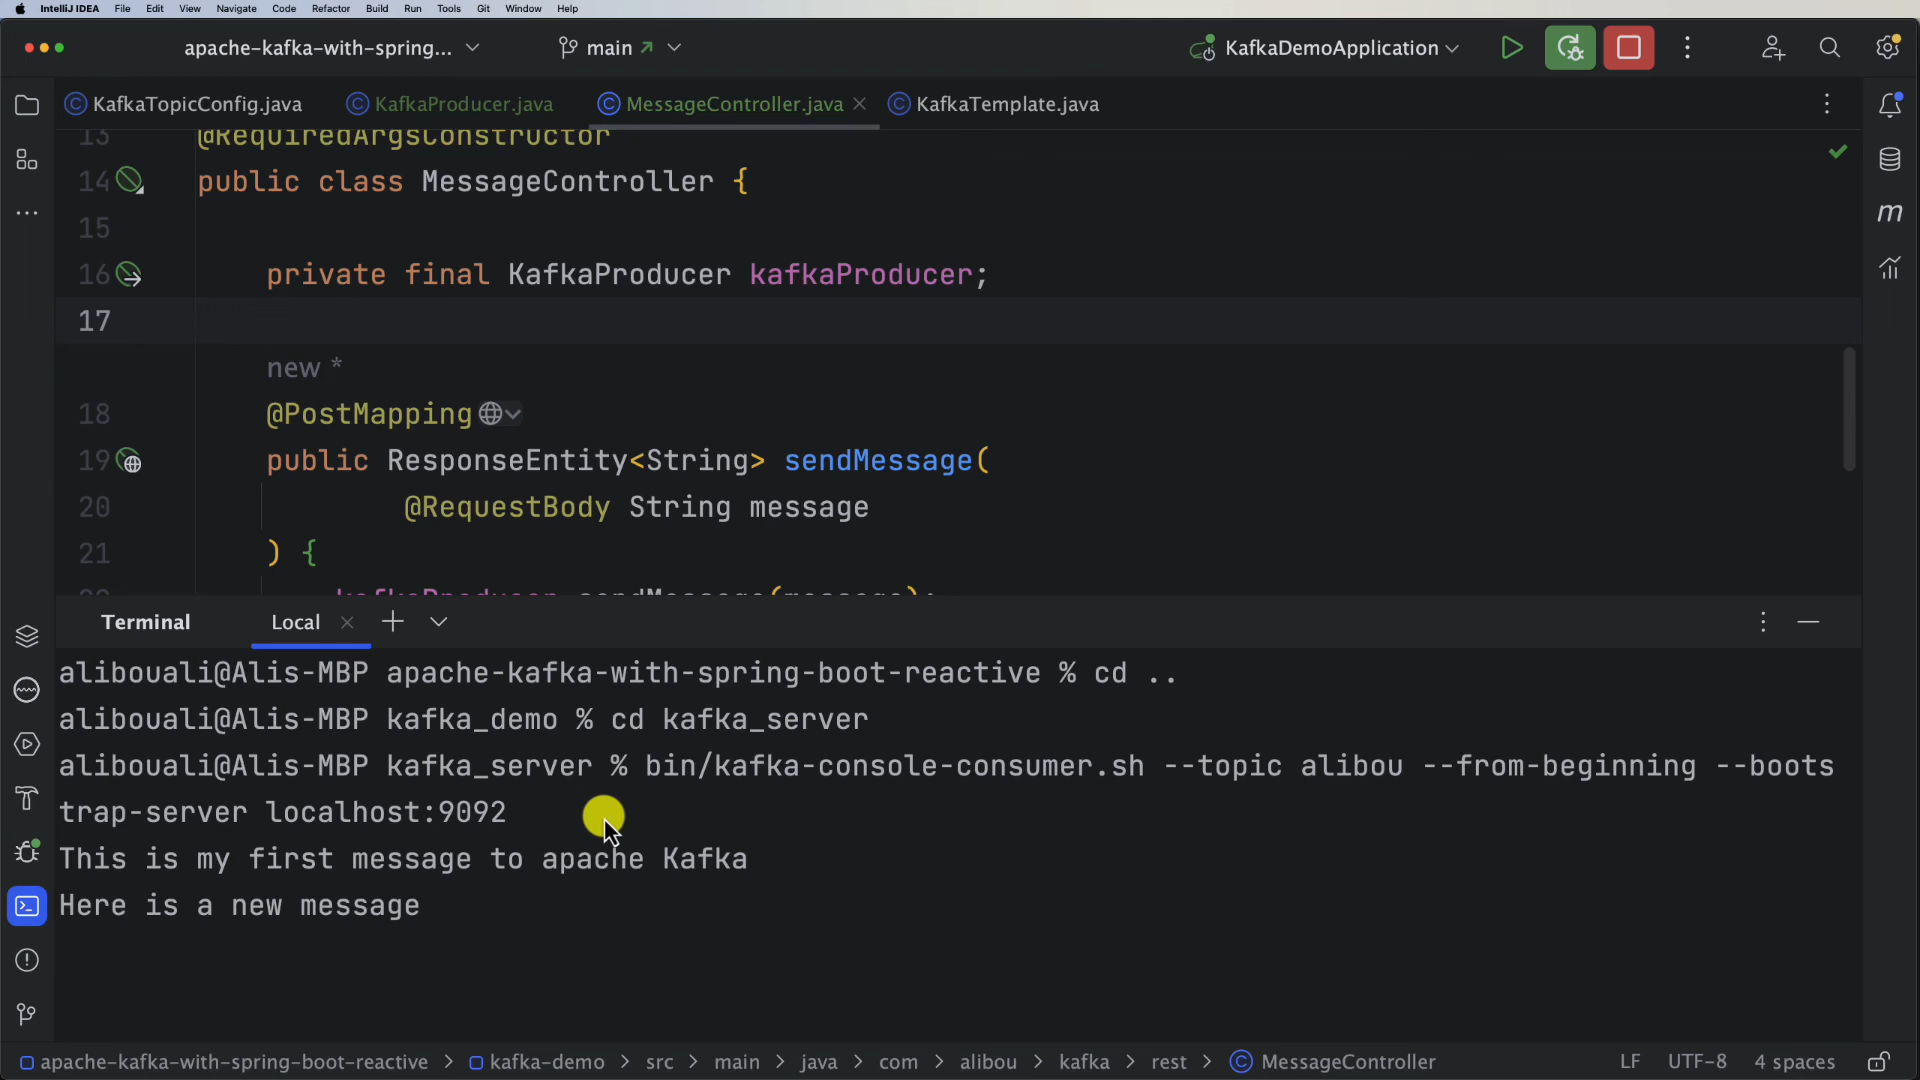 IntelliJ IDEA File Edit View Navigate Code Refactor Build Run Tools Git Window Help
apache-kafka-with-spring... main KafkaDemoApplication
KafkaTopicConfig.java KafkaProducer.java MessageController.java KafkaTemplate.java
13 @RequiredArgsConstructor
14 public class MessageController {
15
16 private final KafkaProducer kafkaProducer;
17
new *
18 @PostMapping
19 public ResponseEntity<String> sendMessage(
20 @RequestBody String message
21 ) {
22 kafkaProducer.sendMessage(message);
Terminal Local
alibouali@Alis-MBP apache-kafka-with-spring-boot-reactive % cd ..
alibouali@Alis-MBP kafka_demo % cd kafka_server
alibouali@Alis-MBP kafka_server % bin/kafka-console-consumer.sh --topic alibou --from-beginning --boots
trap-server localhost:9092
This is my first message to apache Kafka
Here is a new message
apache-kafka-with-spring-boot-reactive > kafka-demo > src > main > java > com > alibou > kafka > rest > MessageController LF UTF-8 4 spaces